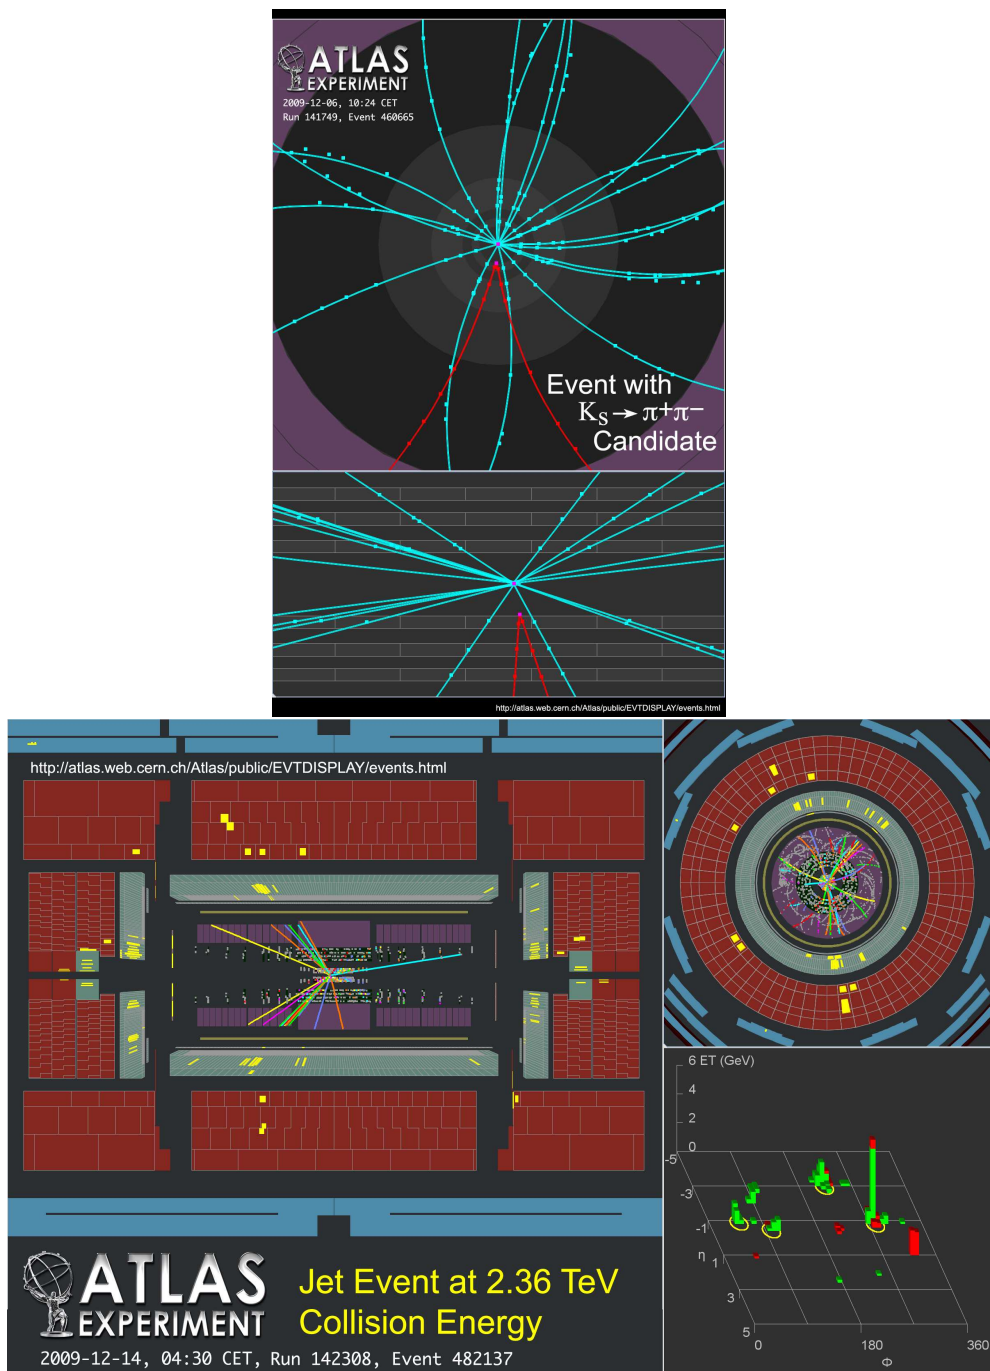 ATLAS
EXPERIMENT
2009-12-06, 10:24 CET
Run 141749, Event 460665
Event with
K_S → π+π−
Candidate
http://atlas.web.cern.ch/Atlas/public/EVTDISPLAY/events.html
http://atlas.web.cern.ch/Atlas/public/EVTDISPLAY/events.html
6 ET (GeV)
4
2
0
-5
-3
-1
η 1
3
5
0 180 360
Φ
ATLAS
EXPERIMENT
Jet Event at 2.36 TeV
Collision Energy
2009-12-14, 04:30 CET, Run 142308, Event 482137